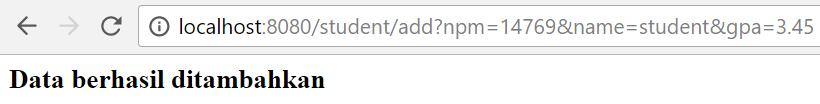 localhost:8080/student/add?npm=14769&name=student&gpa=3.45
Data berhasil ditambahkan